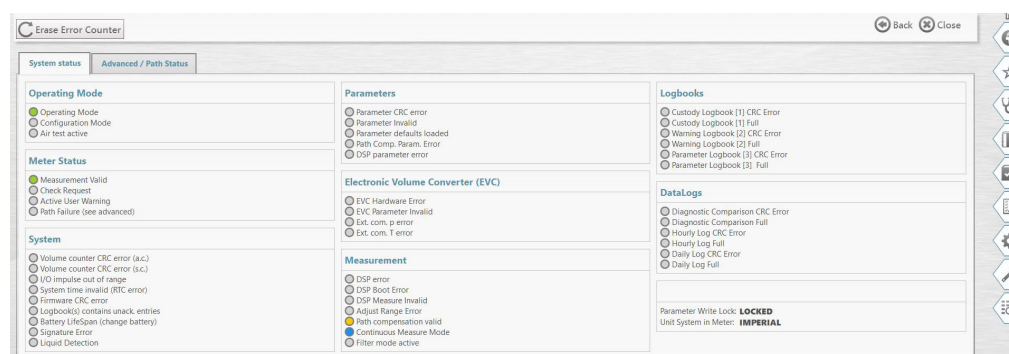 Erase Error Counter
Back
Close
System status
Advanced / Path Status
Operating Mode
Operating Mode
Configuration Mode
Air test active
Meter Status
Measurement Valid
Check Request
Active User Warning
Path Failure (see advanced)
System
Volume counter CRC error (a.c.)
Volume counter CRC error (s.c.)
I/O impulse out of range
System time invalid (RTC error)
Firmware CRC error
Logbook(s) contains unack. entries
Battery LifeSpan (change battery)
Signature Error
Liquid Detection
Parameters
Parameter CRC error
Parameter Invalid
Parameter defaults loaded
Path Comp. Param. Error
DSP parameter error
Electronic Volume Converter (EVC)
EVC Hardware Error
EVC Parameter Invalid
Ext. com. p error
Ext. com. T error
Measurement
DSP error
DSP Boot Error
DSP Measure Invalid
Adjust Range Error
Path compensation valid
Continuous Measure Mode
Filter mode active
Logbooks
Custody Logbook [1] CRC Error
Custody Logbook [1] Full
Warning Logbook [2] CRC Error
Warning Logbook [2] Full
Parameter Logbook [3] CRC Error
Parameter Logbook [3] Full
DataLogs
Diagnostic Comparison CRC Error
Diagnostic Comparison Full
Hourly Log CRC Error
Hourly Log Full
Daily Log CRC Error
Daily Log Full
Parameter Write Lock: LOCKED
Unit System in Meter: IMPERIAL